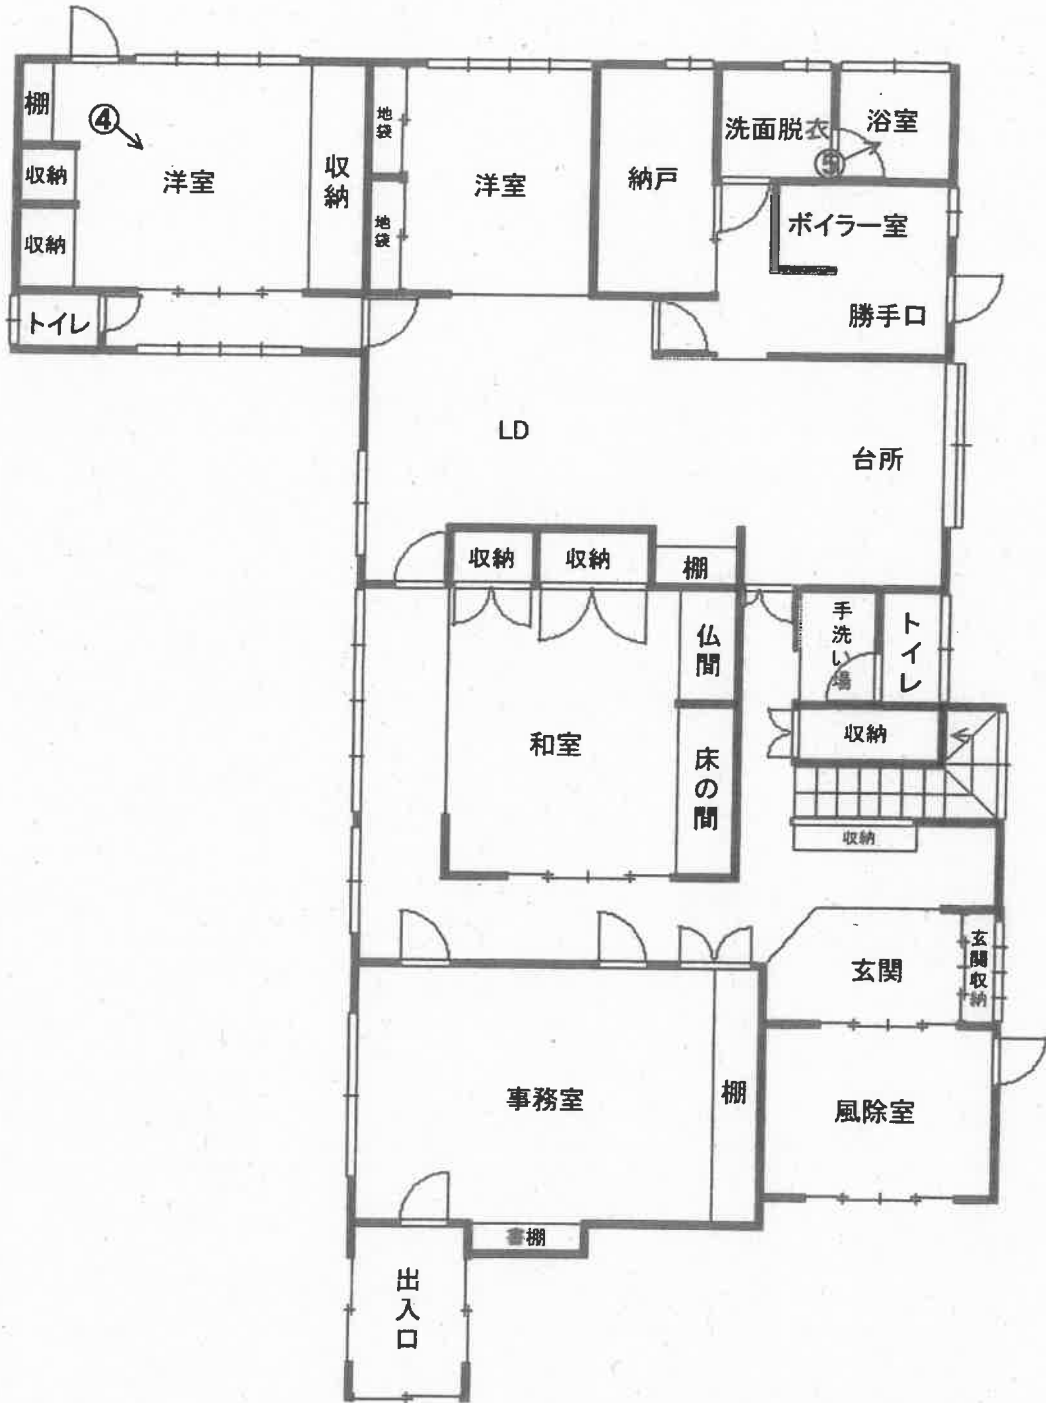 棚
④
収納
収納
洋室
収納
地袋
地袋
洋室
納戸
洗面脱衣
⑤
浴室
ボイラー室
勝手口
トイレ
LD
台所
収納
収納
棚
仏間
手洗い場
トイレ
和室
床の間
収納
収納
玄関
玄関収納
事務室
棚
風除室
書棚
出入口